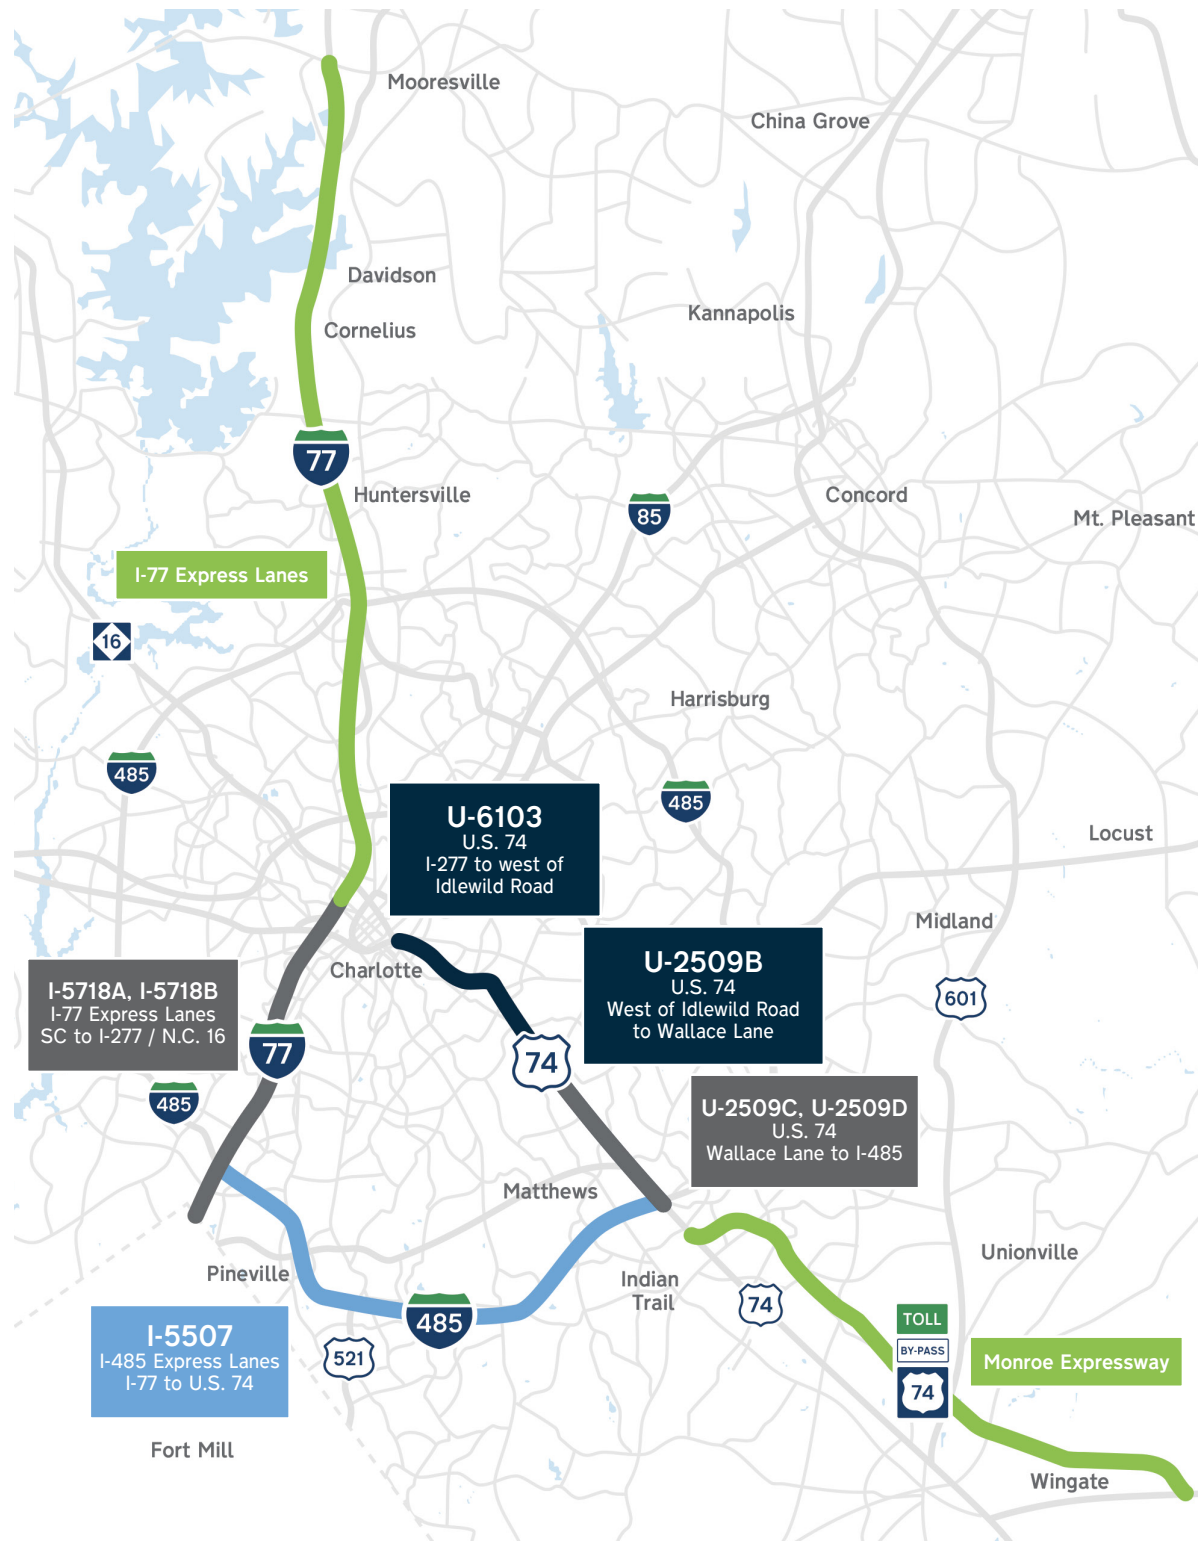 Mooresville
China Grove
Davidson
Kannapolis
Cornelius
77
Huntersville
Concord
85
Mt. Pleasant
I-77 Express Lanes
16
Harrisburg
485
485
U-6103
U.S. 74
I-277 to west of
Idlewild Road
Locust
Midland
Charlotte
U-2509B
U.S. 74
West of Idlewild Road
to Wallace Lane
I-5718A, I-5718B
I-77 Express Lanes
SC to I-277 / N.C. 16
601
77
74
485
U-2509C, U-2509D
U.S. 74
Wallace Lane to I-485
Matthews
Unionville
Pineville
Indian
Trail
74
485
TOLL
BY-PASS
74
Monroe Expressway
I-5507
I-485 Express Lanes
I-77 to U.S. 74
521
Fort Mill
Wingate